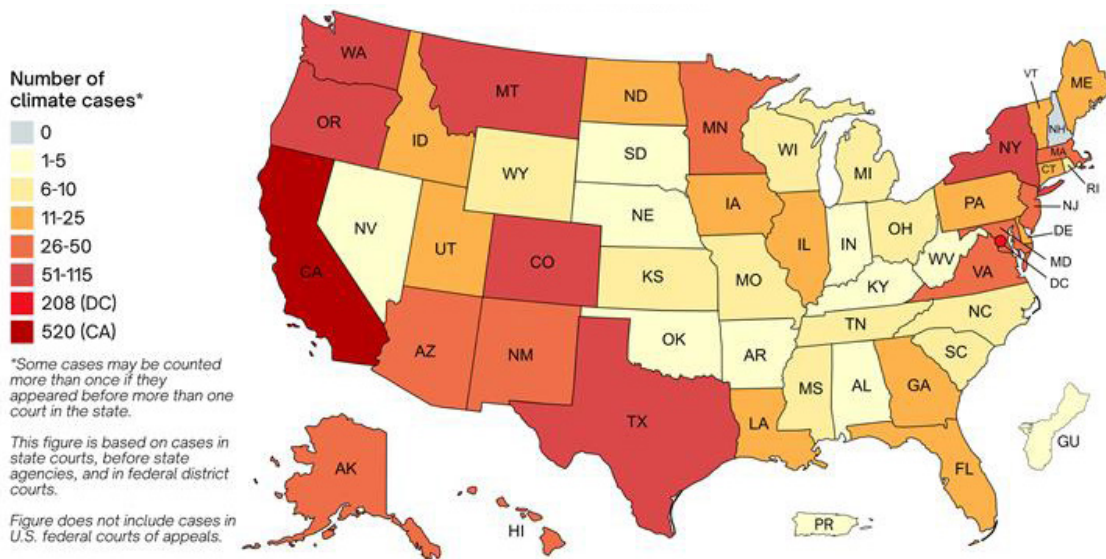 Number of
climate cases*
0
1-5
6-10
11-25
26-50
51-115
208 (DC)
520 (CA)
*Some cases may be counted
more than once if they
appeared before more than one
court in the state.
This figure is based on cases in
state courts, before state
agencies, and in federal district
courts.
Figure does not include cases in
U.S. federal courts of appeals.
WA
OR
CA
NV
ID
MT
WY
UT
AZ
CO
NM
ND
SD
NE
KS
OK
TX
MN
IA
MO
AR
LA
WI
IL
MI
IN
OH
KY
TN
MS
AL
GA
FL
SC
NC
VA
WV
PA
NY
VT
NH
ME
MA
CT
RI
NJ
DE
MD
DC
AK
HI
PR
GU